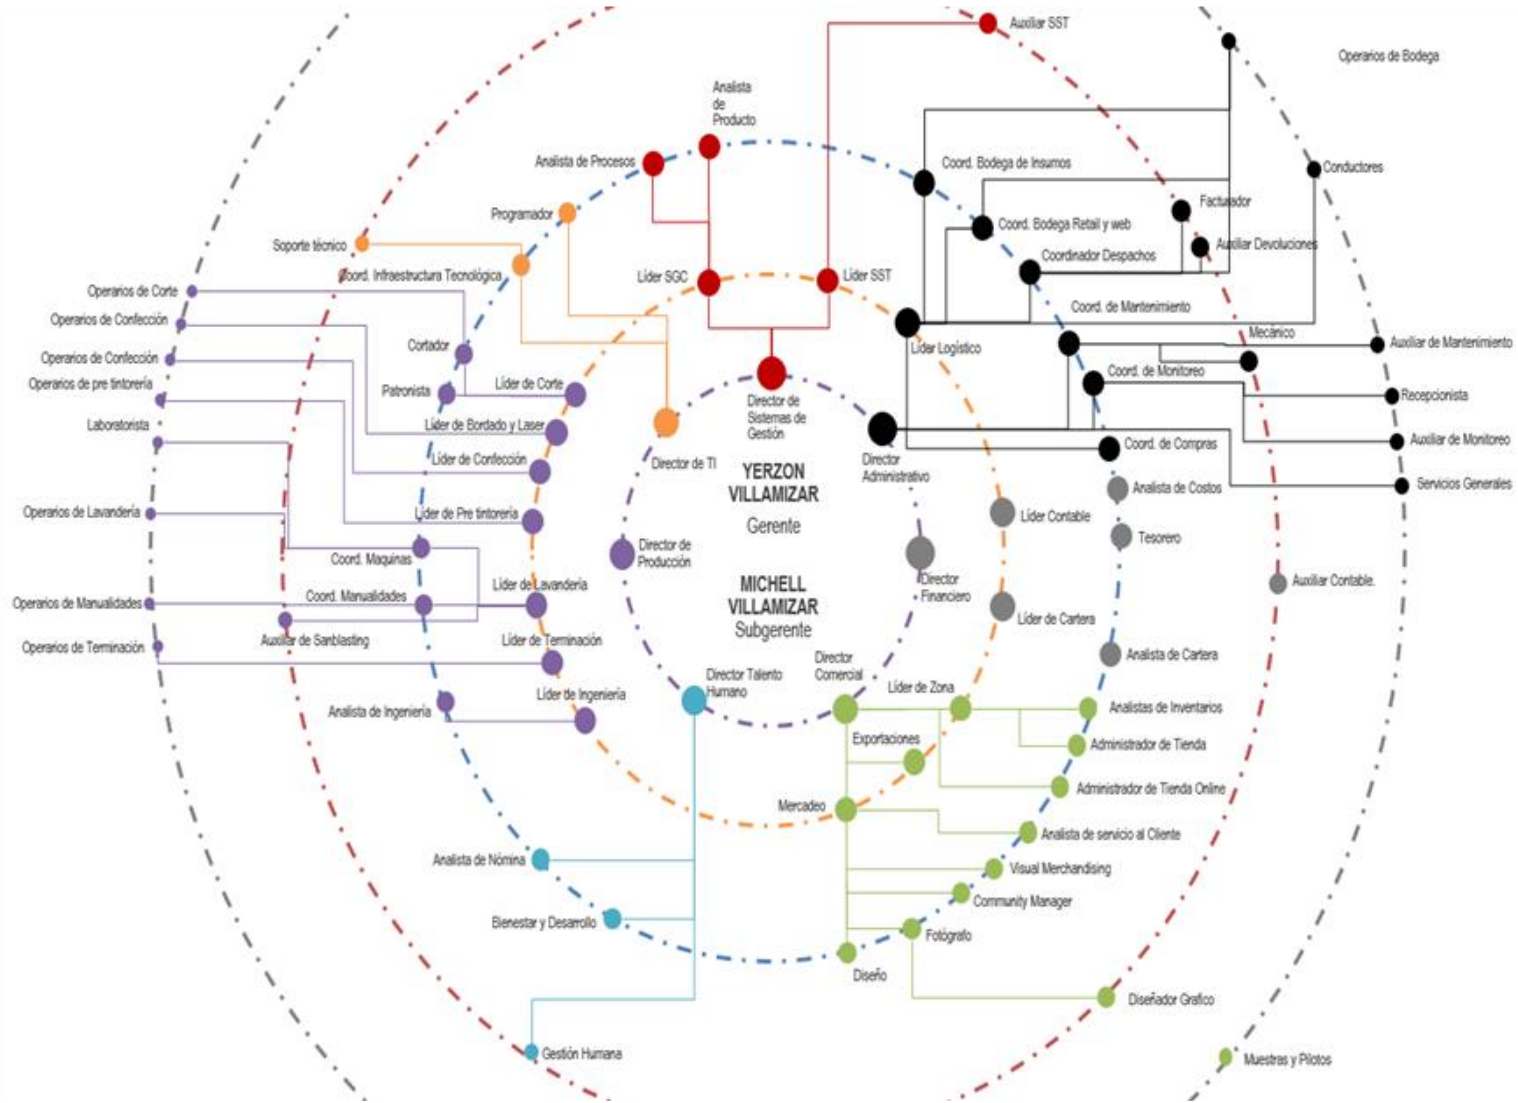 Auxiliar SST
Operarios de Bodega
Analista
de
Producto
Analista de Procesos
Coord. Bodega de Insumos
Conductores
Programador
Facturador
Coord. Bodega Retail y web
Soporte técnico
Auxiliar Devoluciones
Coord. Infraestructura Tecnológica
Líder SGC
Líder SST
Coordinador Despachos
Operarios de Corte
Coord. de Mantenimiento
Operarios de Confección
Mecánico
Cortador
Líder Logístico
Auxiliar de Mantenimiento
Operarios de Confección
Coord. de Monitoreo
Operarios de pre tintorería
Patronista
Líder de Corte
Recepcionista
Director de
Sistemas de
Gestión
Laboratorista
Líder de Bordado y Laser
Auxiliar de Monitoreo
Coord. de Compras
Líder de Confección
Director de TI
Director
Administrativo
YERZON
VILLAMIZAR
Gerente
Servicios Generales
Analista de Costos
Operarios de Lavandería
Líder de Pre tintorería
Líder Contable
Tesorero
Coord. Maquinas
Director de
Producción
Director
Financiero
Auxiliar Contable.
MICHELL
VILLAMIZAR
Subgerente
Líder de Lavandería
Operarios de Manualidades
Coord. Manualidades
Líder de Cartera
Auxiliar de Sanblasting
Líder de Terminación
Operarios de Terminación
Analista de Cartera
Director Talento
Humano
Director
Comercial
Líder de Zona
Líder de Ingeniería
Analista de Ingeniería
Analistas de Inventarios
Exportaciones
Administrador de Tienda
Administrador de Tienda Online
Mercadeo
Analista de servicio al Cliente
Analista de Nómina
Visual Merchandising
Community Manager
Bienestar y Desarrollo
Fotógrafo
Diseño
Diseñador Grafico
Gestión Humana
Muestras y Pilotos